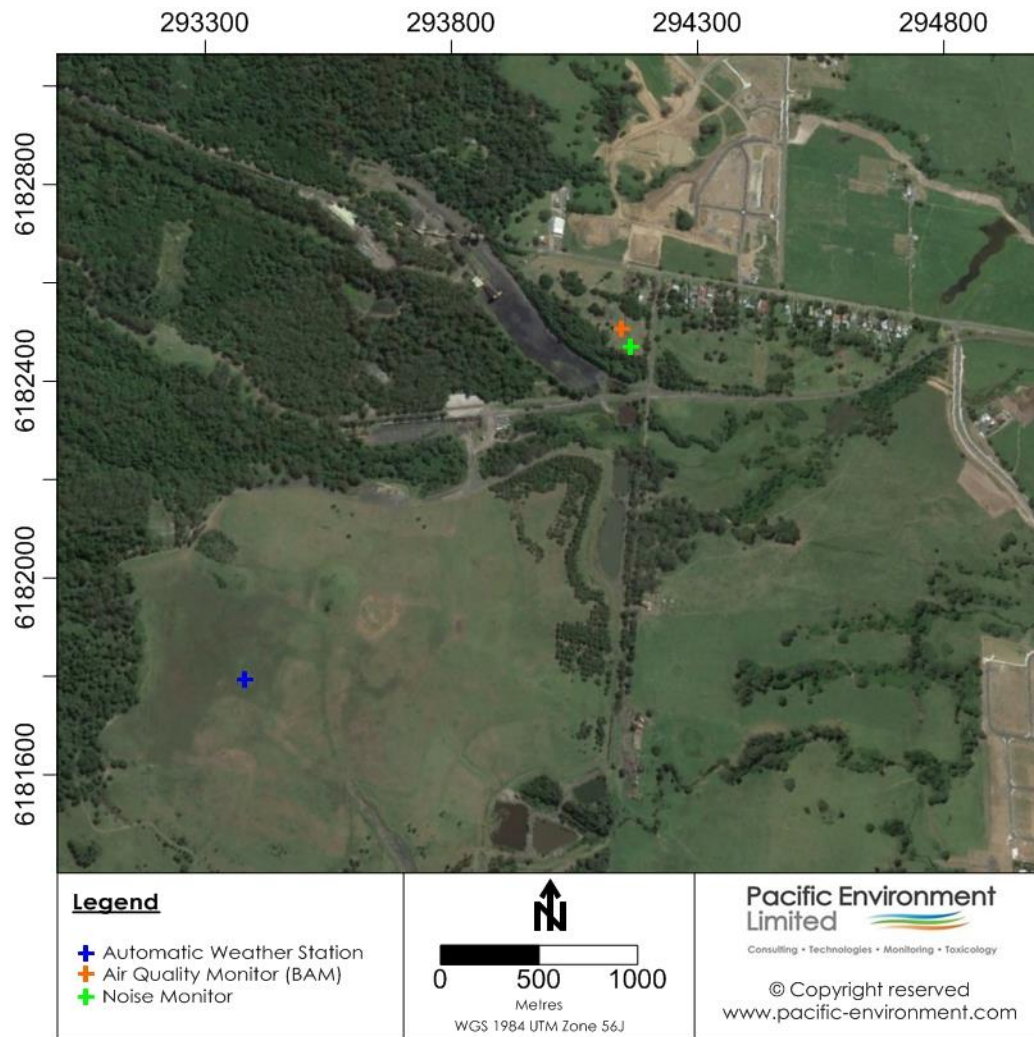 293300 293800 294300 294800
6182800
6182400
6182000
6181600
Legend
Automatic Weather Station
Air Quality Monitor (BAM)
Noise Monitor
N
0 500 1000
Metres
WGS 1984 UTM Zone 56J
Pacific Environment
Limited
Consulting • Technologies • Monitoring • Toxicology
© Copyright reserved
www.pacific-environment.com